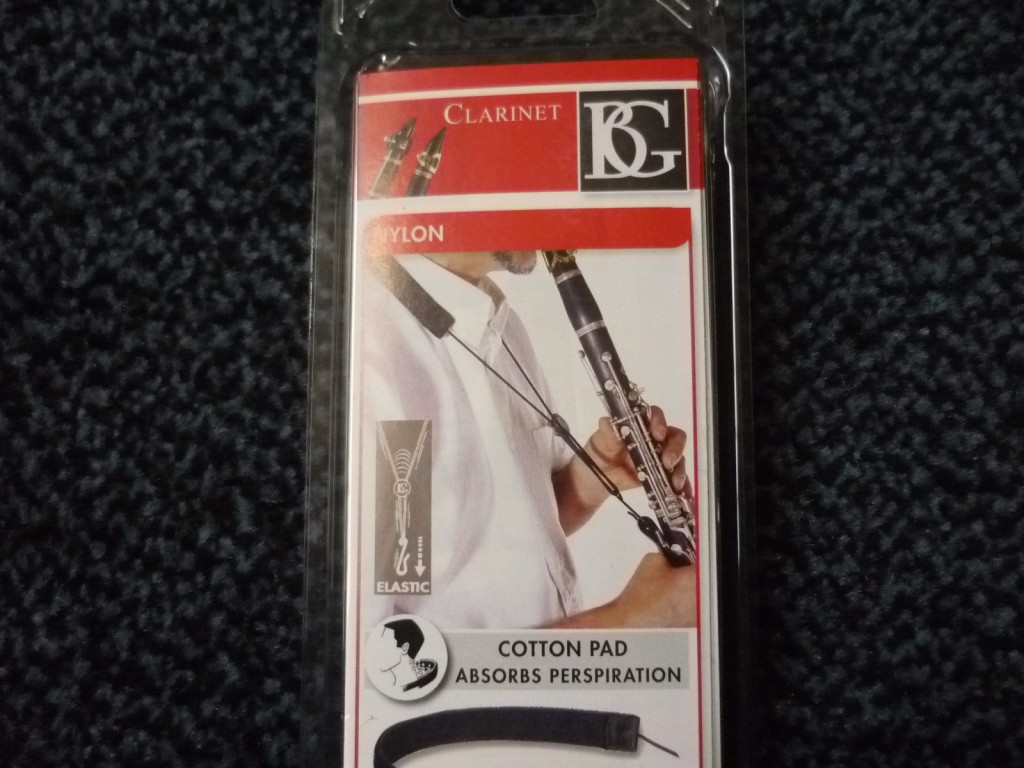 CLARINET
BG
NYLON
ELASTIC
COTTON PAD
ABSORBS PERSPIRATION